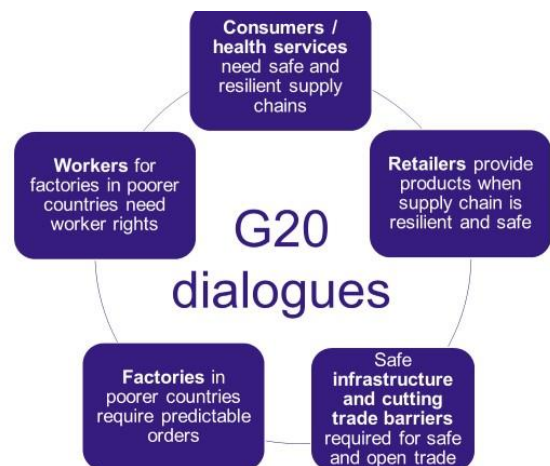 Consumers /
health services
need safe and
resilient supply
chains
Retailers provide
products when
supply chain is
resilient and safe
Safe
infrastructure
and cutting
trade barriers
required for safe
and open trade
Factories in
poorer countries
require predictable
orders
Workers for
factories in poorer
countries need
worker rights
G20
dialogues